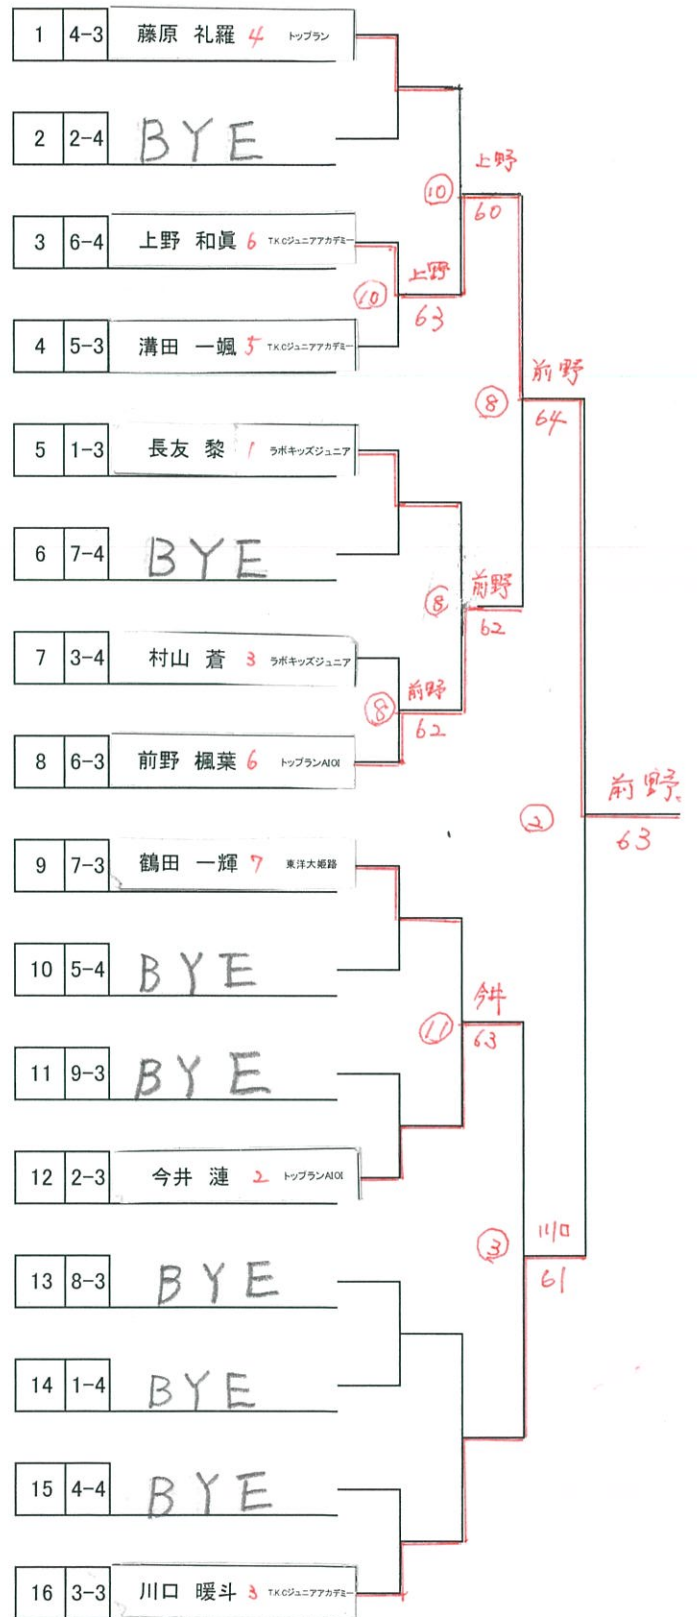 1 4-3 藤原 礼羅 4 トップラン
2 2-4 BYE
上野
⑩
60
3 6-4 上野 和眞 6 T.K.Cジュニアアカデミー
上野
⑩
63
4 5-3 溝田 一颯 5 T.K.Cジュニアアカデミー
前野
⑧
64
5 1-3 長友 黎 1 ラボキッズジュニア
6 7-4 BYE
前野
⑧
62
7 3-4 村山 蒼 3 ラボキッズジュニア
前野
⑧
62
8 6-3 前野 楓葉 6 トップランAIOI
前野
②
63
9 7-3 鶴田 一輝 7 東洋大姫路
10 5-4 BYE
今井
⑪
63
11 9-3 BYE
12 2-3 今井 漣 2 トップランAIOI
川口
③
61
13 8-3 BYE
14 1-4 BYE
15 4-4 BYE
16 3-3 川口 暖斗 3 T.K.Cジュニアアカデミー